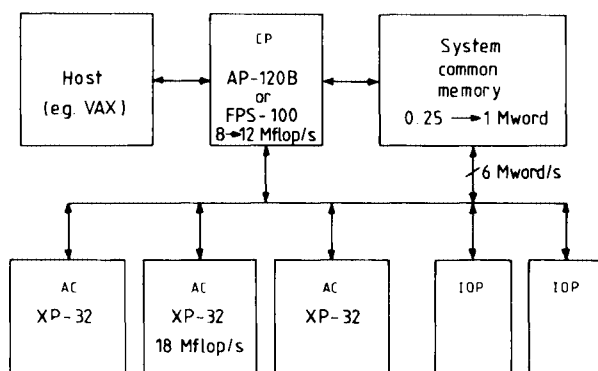 CP
Host
(eg. VAX)
AP-120B
or
FPS-100
8→12 Mflop/s
System
common
memory
0.25 → 1 Mword
6 Mword/s
AC
XP-32
AC
XP-32
18 Mflop/s
AC
XP-32
IOP
IOP